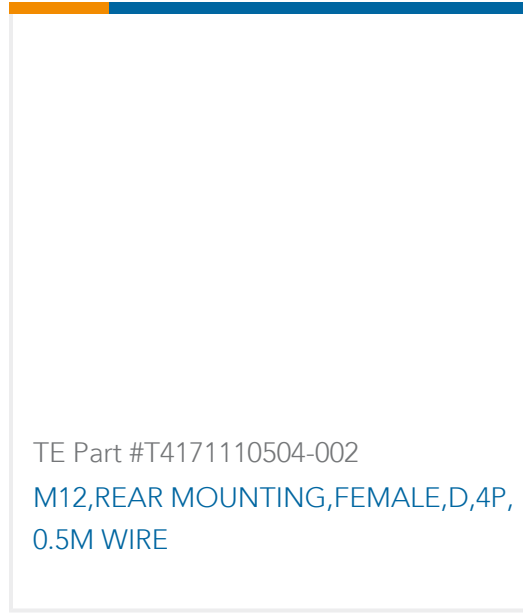 TE Part #T4171110504-002
M12,REAR MOUNTING,FEMALE,D,4P,
0.5M WIRE